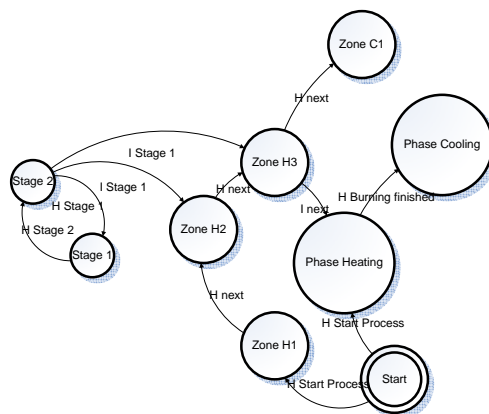 Zone C1
H next
Phase Cooling
I Stage 1
Zone H3
Stage 2
I Stage 1
H next
I next
H Burning finished
H Stage
H Stage 2
Zone H2
Stage 1
Phase Heating
H next
H Start Process
Zone H1
H Start Process
Start